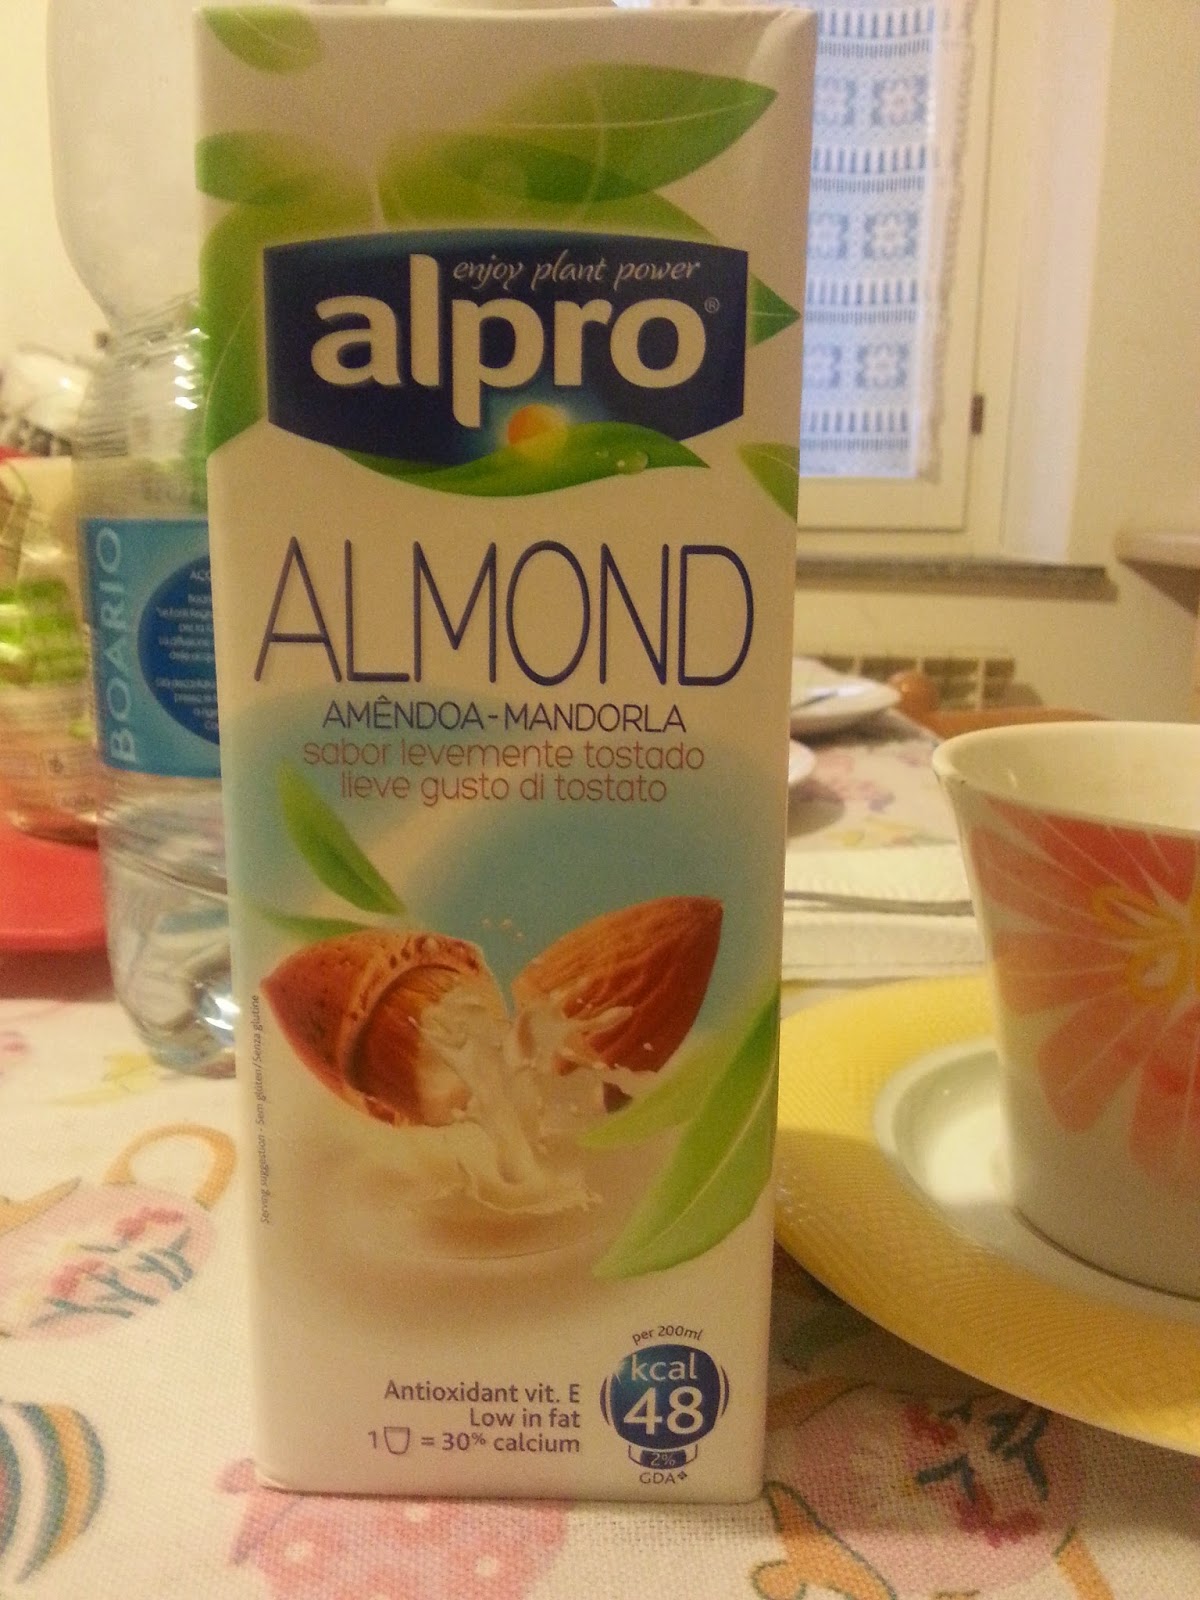 enjoy plant power
alpro®
ALMOND
AMÊNDOA-MANDORLA
sabor levemente tostado
lieve gusto di tostato
Serving suggestion - Sem glúten/Senza glutine
Antioxidant vit. E
Low in fat
1 = 30% calcium
per 200ml
kcal
48
2%
GDA
BOARIO